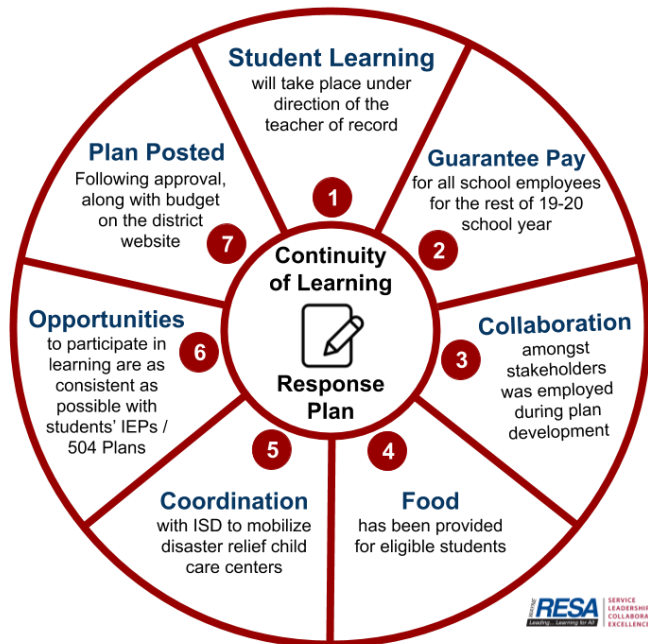 Student Learning
will take place under
direction of the
teacher of record
1
Guarantee Pay
for all school employees
for the rest of 19-20
school year
2
Collaboration
amongst
stakeholders
was employed
during plan
development
3
Food
has been provided
for eligible students
4
Coordination
with ISD to mobilize
disaster relief child
care centers
5
Opportunities
to participate in
learning are as
consistent as
possible with
students' IEPs /
504 Plans
6
Plan Posted
Following approval,
along with budget
on the district
website
7
Continuity
of Learning
Response
Plan
WAYNE
RESA
Leading... Learning for All
SERVICE
LEADERSHIP
COLLABORA
EXCELLENCE